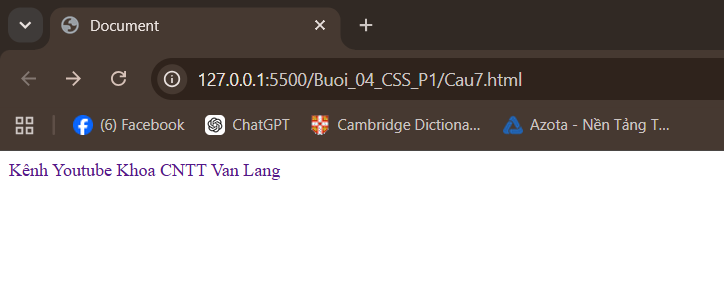 Document
127.0.0.1:5500/Buoi_04_CSS_P1/Cau7.html
(6) Facebook ChatGPT Cambridge Dictiona... Azota - Nền Tảng T...
Kênh Youtube Khoa CNTT Van Lang